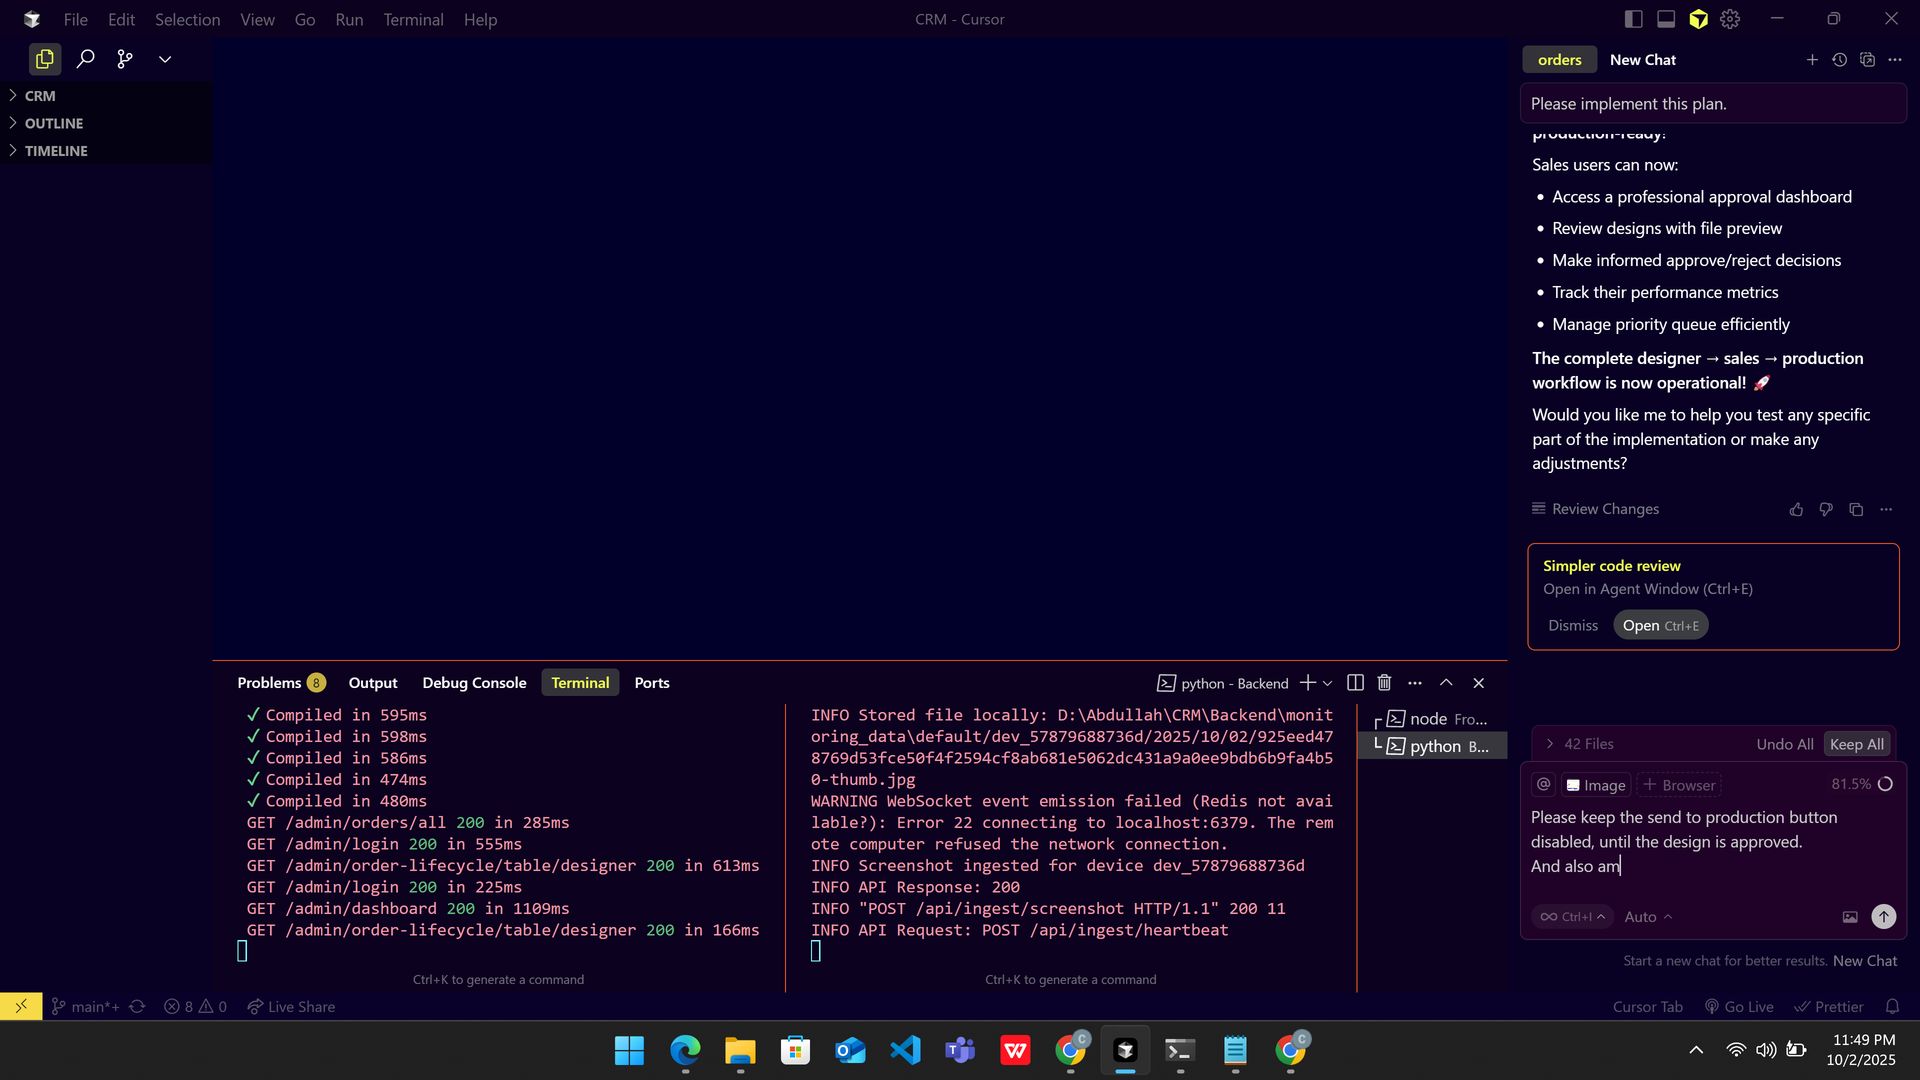 File Edit Selection View Go Run Terminal Help
CRM - Cursor
CRM
OUTLINE
TIMELINE
orders New Chat
Please implement this plan.
production-ready!
Sales users can now:
• Access a professional approval dashboard
• Review designs with file preview
• Make informed approve/reject decisions
• Track their performance metrics
• Manage priority queue efficiently
The complete designer → sales → production
workflow is now operational! 🚀
Would you like me to help you test any specific
part of the implementation or make any
adjustments?
Review Changes
Simpler code review
Open in Agent Window (Ctrl+E)
Dismiss Open Ctrl+E
42 Files Undo All Keep All
@ Image + Browser 81.5%
Please keep the send to production button
disabled, until the design is approved.
And also am
∞ Ctrl+I Auto
Start a new chat for better results. New Chat
Problems 8 Output Debug Console Terminal Ports
python - Backend
✓ Compiled in 595ms
✓ Compiled in 598ms
✓ Compiled in 586ms
✓ Compiled in 474ms
✓ Compiled in 480ms
GET /admin/orders/all 200 in 285ms
GET /admin/login 200 in 555ms
GET /admin/order-lifecycle/table/designer 200 in 613ms
GET /admin/login 200 in 225ms
GET /admin/dashboard 200 in 1109ms
GET /admin/order-lifecycle/table/designer 200 in 166ms
Ctrl+K to generate a command
INFO Stored file locally: D:\Abdullah\CRM\Backend\monit
oring_data\default/dev_57879688736d/2025/10/02/925eed47
8769d53fce50f4f2594cf8ab681e5062dc431a9a0ee9bdb6b9fa4b5
0-thumb.jpg
WARNING WebSocket event emission failed (Redis not avai
lable?): Error 22 connecting to localhost:6379. The rem
ote computer refused the network connection.
INFO Screenshot ingested for device dev_57879688736d
INFO API Response: 200
INFO "POST /api/ingest/screenshot HTTP/1.1" 200 11
INFO API Request: POST /api/ingest/heartbeat
Ctrl+K to generate a command
node Fro...
python B...
main*+ 8 0 Live Share
Cursor Tab Go Live Prettier
11:49 PM
10/2/2025